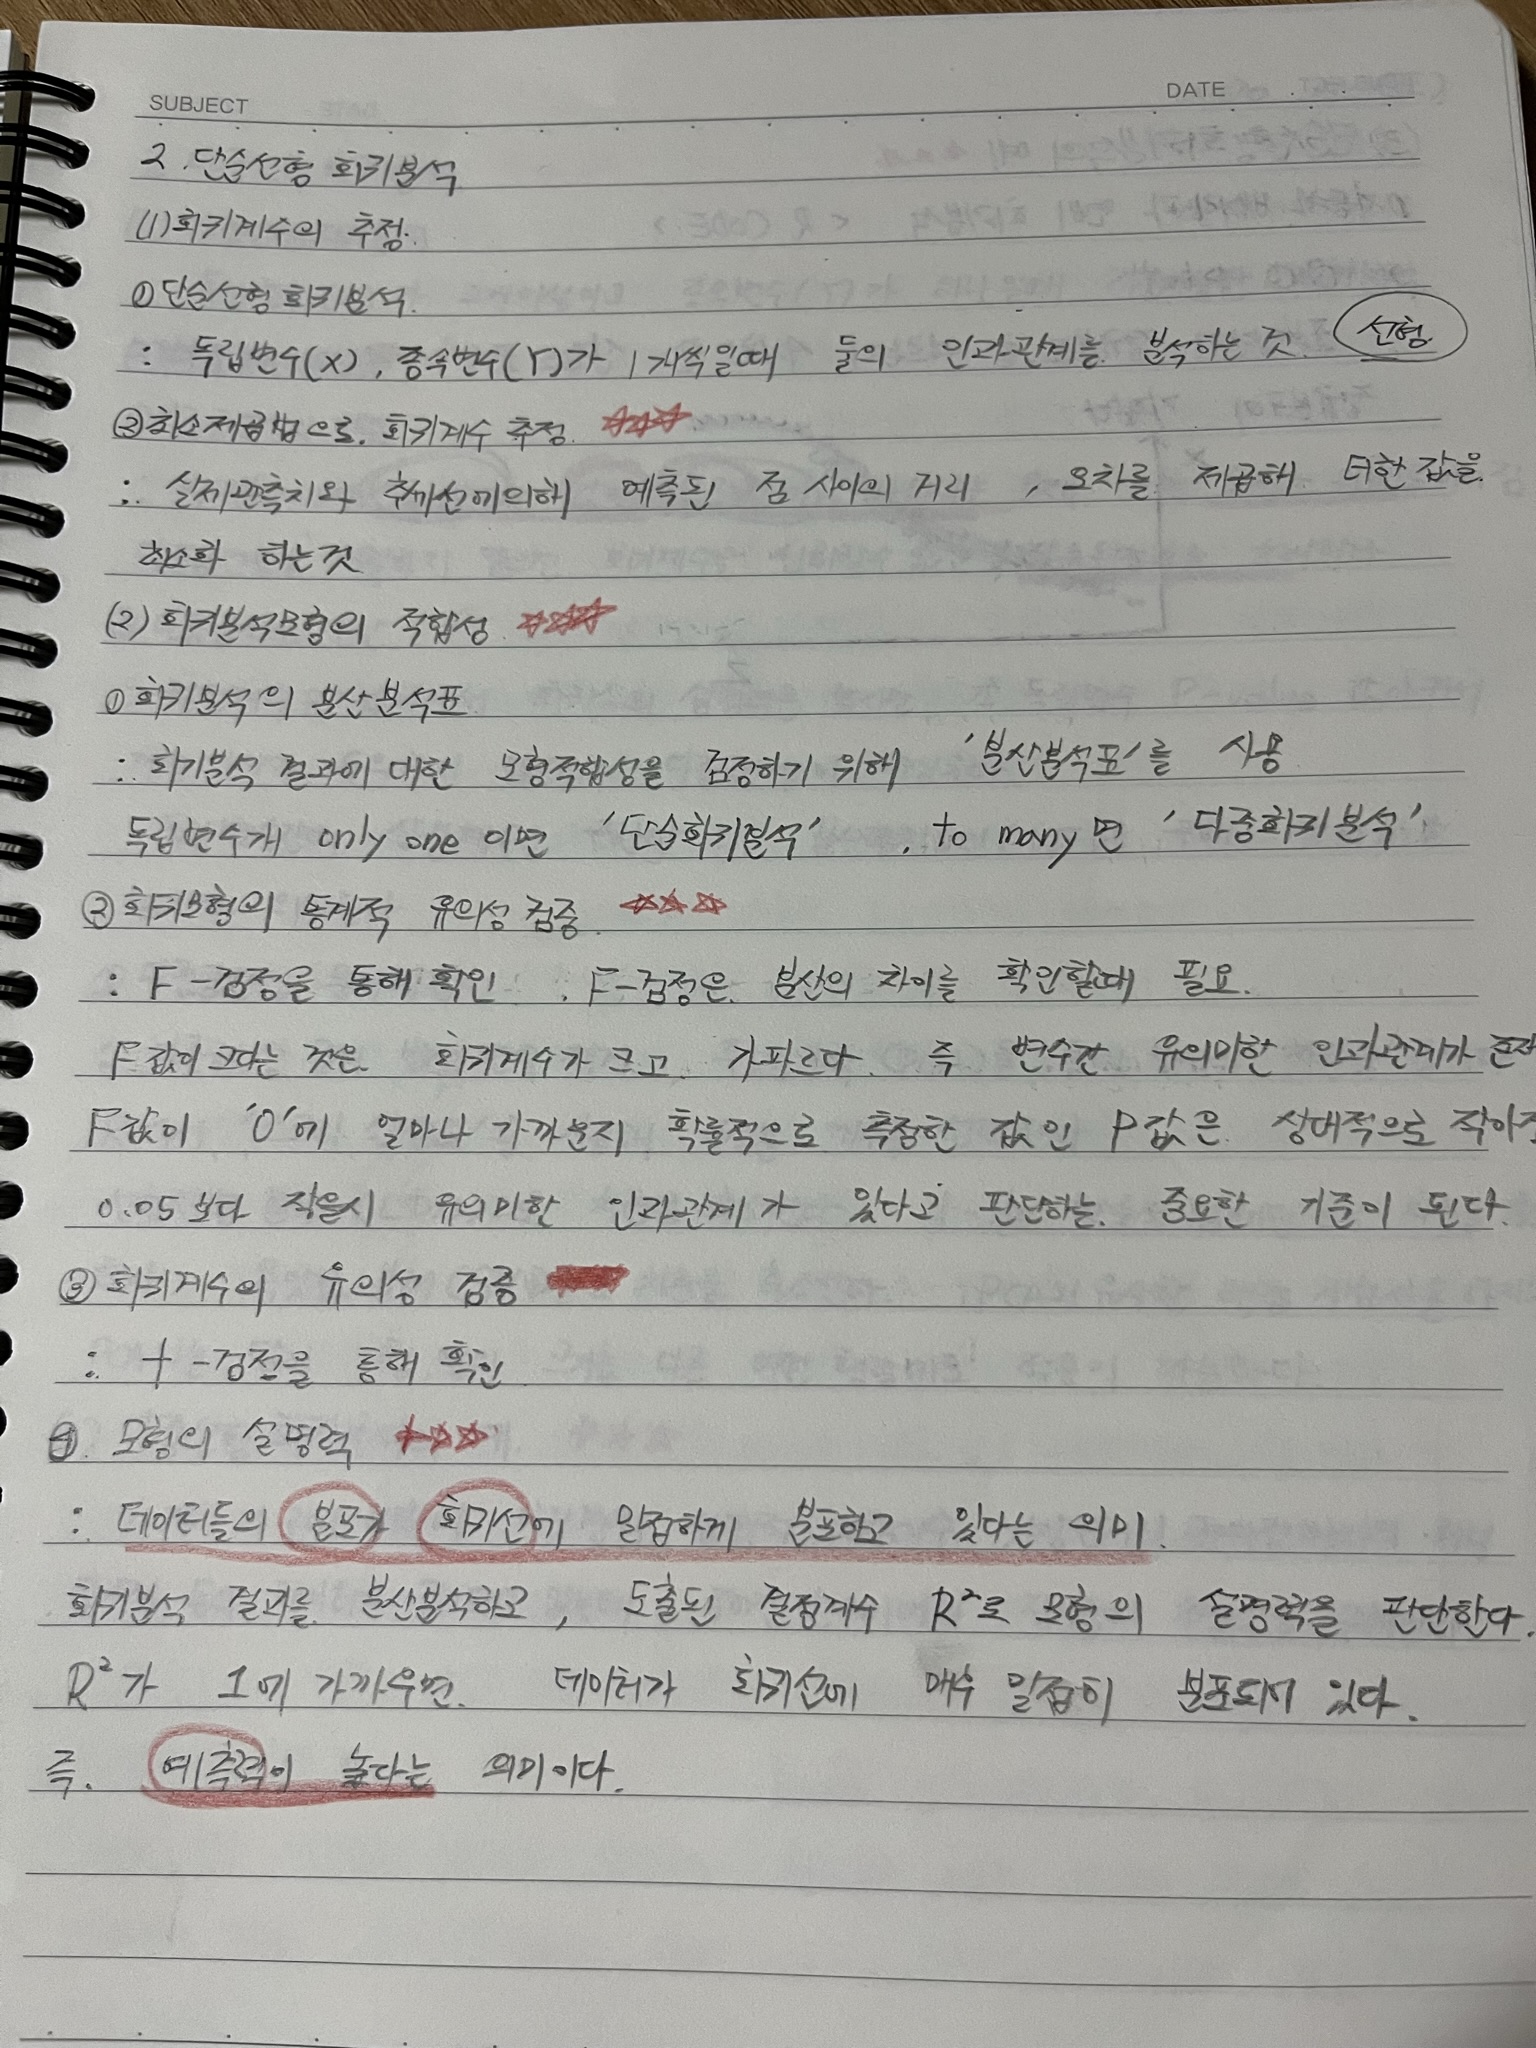 SUBJECT
DATE . .
2. 단순선형 회귀분석
(1) 회귀계수의 추정.
① 단순선형 회귀분석.
: 독립변수(X), 종속변수(Y)가 1개씩일때 둘의 인과관계를 분석하는 것. 선형
② 최소제곱법으로. 회귀계수 추정
: 실제관측치와 추세선에의해 예측된 점 사이의 거리, 오차를 제곱해 더한값을
최소화 하는것
(2) 회귀분석모형의 적합성
① 회귀분석의 분산분석표
: 회귀분석 결과에 대한 모형적합성을 검정하기 위해 '분산분석표'를 사용
독립변수가 only one 이면 '단순회귀분석', to many면 '다중회귀분석'
② 회귀모형의 통계적 유의성 검증
: F-검정을 통해 확인. F-검정은 분산의 차이를 확인할때 필요.
F값이 크다는 것은 회귀계수가 크고 가파르다. 즉 변수간 유의미한 인과관계가 존재
F값이 '0'에 얼마나 가까운지 확률적으로 추정한 값인 P값은 상대적으로 작아져
0.05보다 작을시 유의미한 인과관계가 있다고 판단하는 중요한 기준이 된다.
③ 회귀계수의 유의성 검증
: t-검정을 통해 확인
④. 모형의 설명력
: 데이터들의 분포가 회귀선에 밀접하게 분포하고 있다는 의미.
회귀분석 결과를 분산분석하고, 도출된 결정계수 R²로 모형의 설명력을 판단한다.
R²가 1에 가까우면. 데이터가 회귀선에 매우 밀접히 분포되어 있다.
즉. 예측력이 높다는 의미이다.